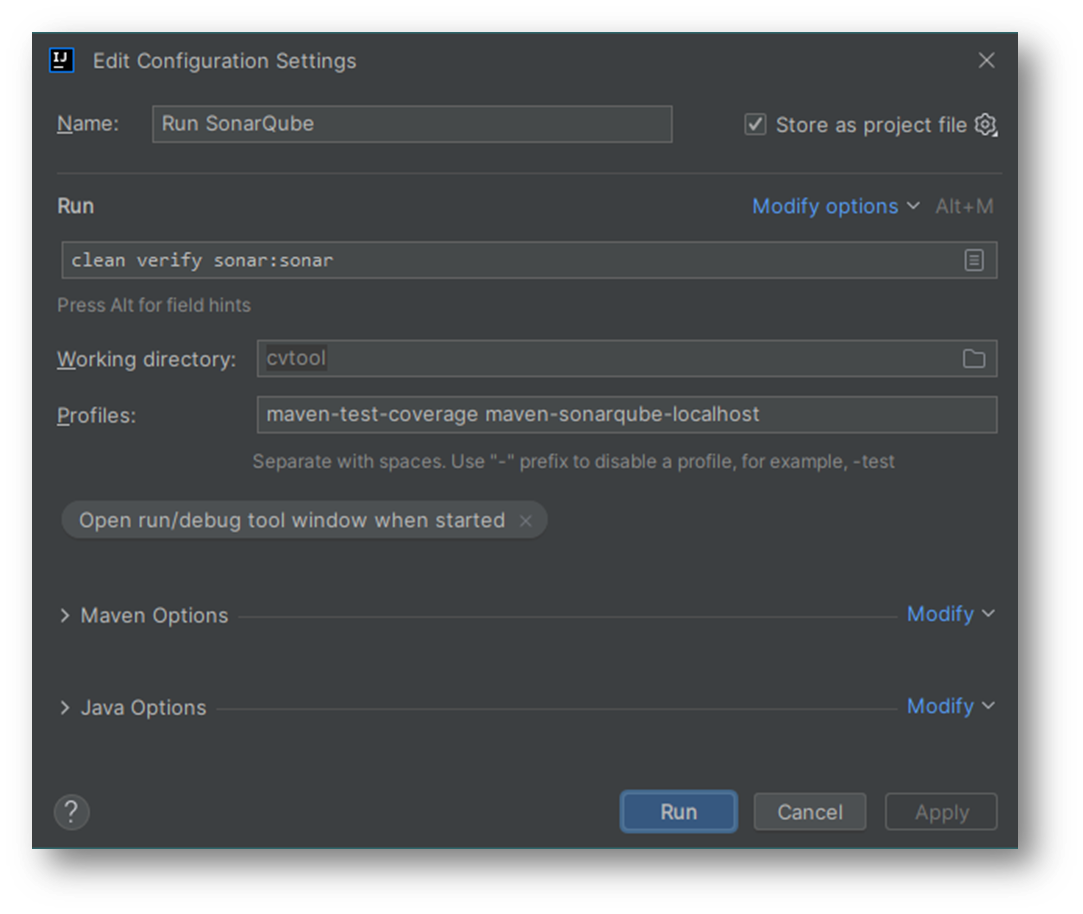 IJ Edit Configuration Settings
Name: Run SonarQube Store as project file
Run Modify options Alt+M
clean verify sonar:sonar
Press Alt for field hints
Working directory: cvtool
Profiles: maven-test-coverage maven-sonarqube-localhost
Separate with spaces. Use "-" prefix to disable a profile, for example, -test
Open run/debug tool window when started
Maven Options Modify
Java Options Modify
? Run Cancel Apply